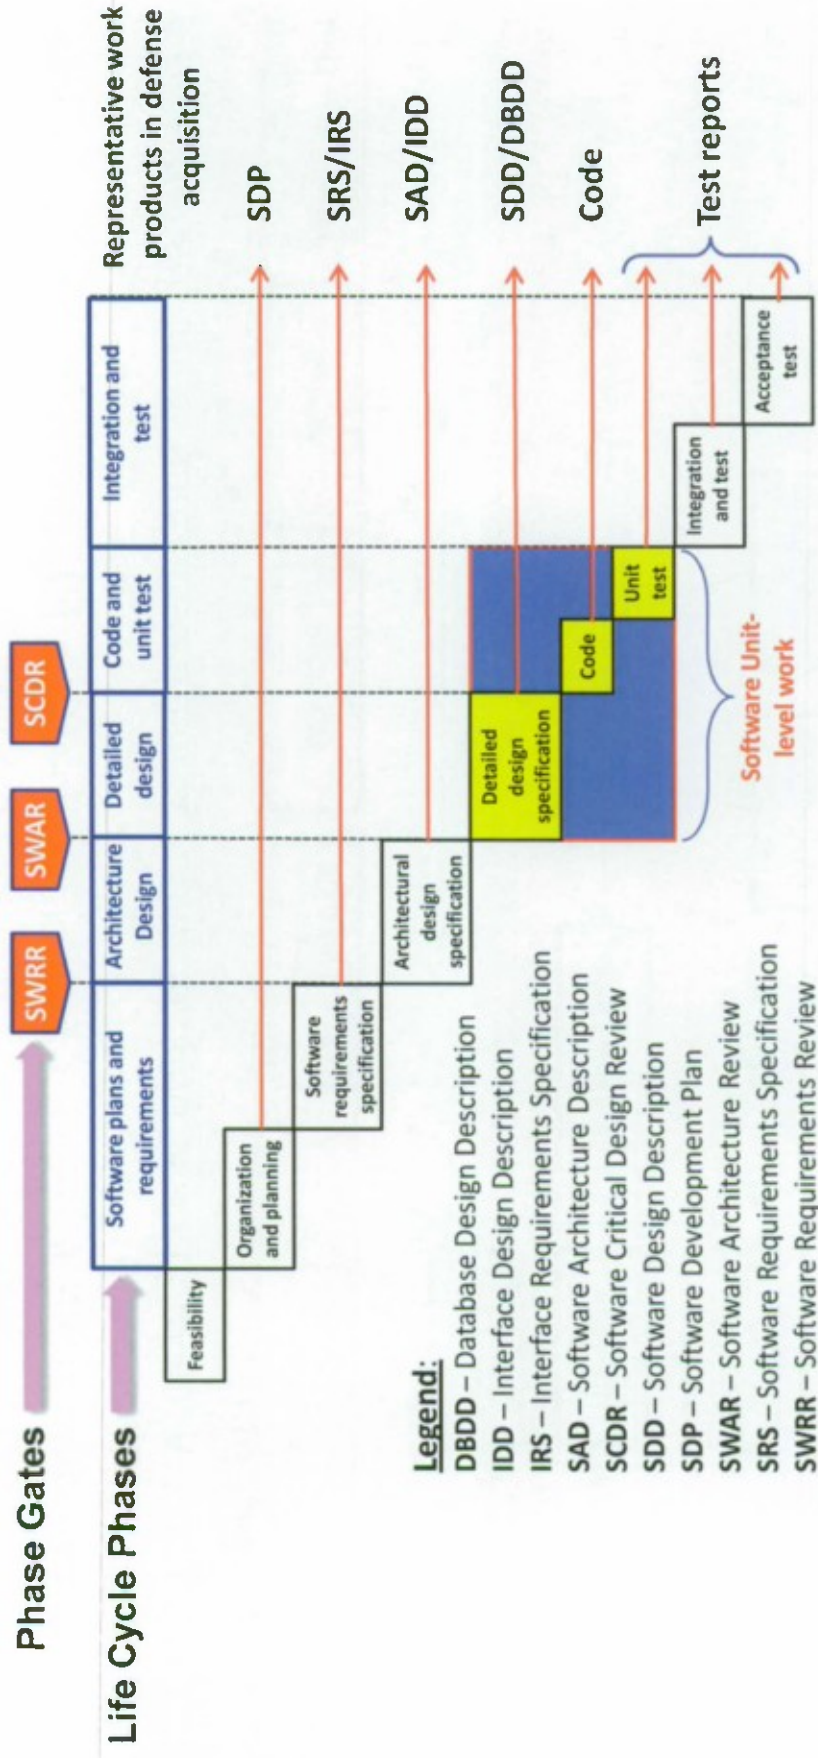 Phase Gates
SWRR
SWAR
SCDR
Life Cycle Phases
Software plans and
requirements
Architecture
Design
Detailed
design
Code and
unit test
Integration and
test
Representative work
products in defense
acquisition
Feasibility
Organization
and planning
SDP
Software
requirements
specification
SRS/IRS
Architectural
design
specification
SAD/IDD
Detailed
design
specification
SDD/DBDD
Code
Code
Unit
test
Integration
and test
Acceptance
test
Test reports
Software Unit-
level work
Legend:
DBDD – Database Design Description
IDD – Interface Design Description
IRS – Interface Requirements Specification
SAD – Software Architecture Description
SCDR – Software Critical Design Review
SDD – Software Design Description
SDP – Software Development Plan
SWAR – Software Architecture Review
SRS – Software Requirements Specification
SWRR – Software Requirements Review